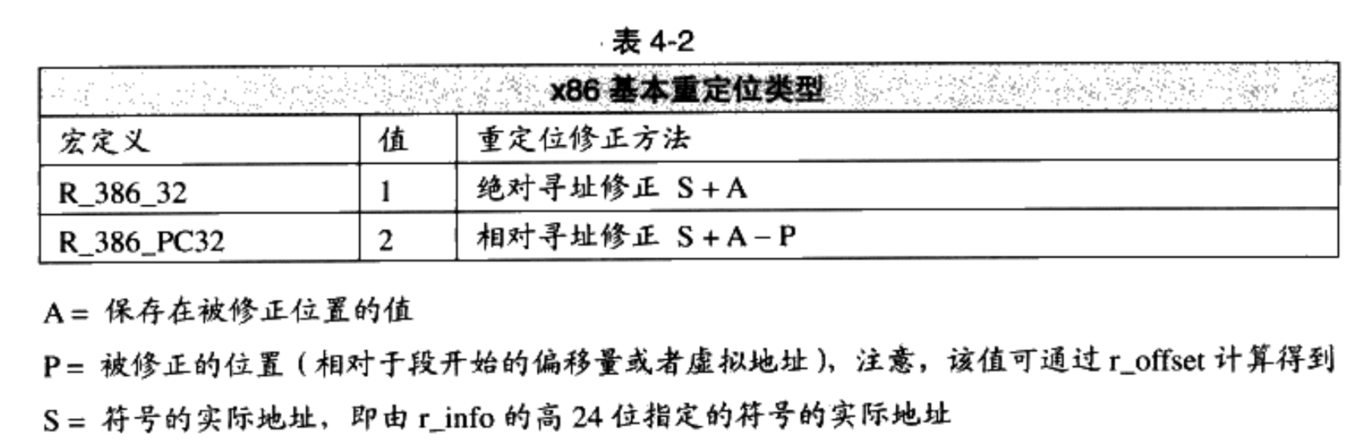 表 4-2
x86 基本重定位类型
宏定义 值 重定位修正方法
R_386_32 1 绝对寻址修正 S + A
R_386_PC32 2 相对寻址修正 S + A – P
A = 保存在被修正位置的值
P = 被修正的位置（相对于段开始的偏移量或者虚拟地址），注意，该值可通过 r_offset 计算得到
S = 符号的实际地址，即由 r_info 的高 24 位指定的符号的实际地址